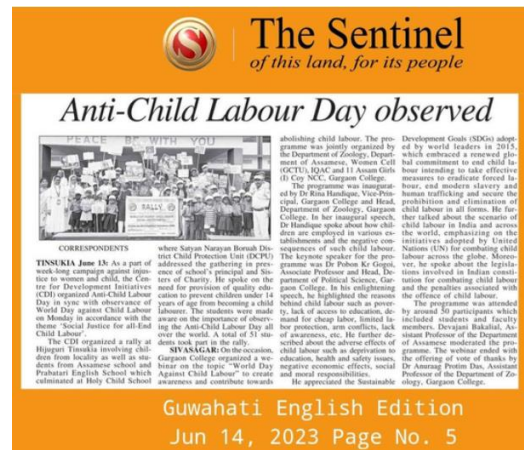 The Sentinel
of this land, for its people
Anti-Child Labour Day observed
PEACE BE WITH YOU
RALLY
CORRESPONDENTS
TINSUKIA June 13: As a part of
week-long campaign against injus-
tice to women and child, the Cen-
tre for Development Initiatives
(CDI) organized Anti-Child Labour
Day in sync with observance of
World Day against Child Labour
on Monday in accordance with the
theme 'Social Justice for all-End
Child Labour'.
The CDI organized a rally at
Hijuguri Tinsukia involving chil-
dren from locality as well as stu-
dents from Assamese school and
Prabatari English School which
culminated at Holy Child School
where Satyan Narayan Boruah Dis-
trict Child Protection Unit (DCPU)
addressed the gathering in pres-
ence of school's principal and Sis-
ters of Charity. He spoke on the
need for provision of quality edu-
cation to prevent children under 14
years of age from becoming a child
labourer. The students were made
aware on the importance of observ-
ing the Anti-Child Labour Day all
over the world. A total of 51 stu-
dents took part in the rally.
SIVASAGAR: On the occasion,
Gargaon College organized a we-
binar on the topic "World Day
Against Child Labour" to create
awareness and contribute towards
abolishing child labour. The pro-
gramme was jointly organized by
the Department of Zoology, Depart-
ment of Assamese, Women Cell
(GCTU), IQAC and 11 Assam Girls
(I) Coy NCC, Gargaon College.
The programme was inaugurat-
ed by Dr Rina Handique, Vice-Prin-
cipal, Gargaon College and Head,
Department of Zoology, Gargaon
College. In her inaugural speech,
Dr Handique spoke about how chil-
dren are employed in various es-
tablishments and the negative con-
sequences of such child labour.
The keynote speaker for the pro-
gramme was Dr Pobon Kr Gogoi,
Associate Professor and Head, De-
partment of Political Science, Gar-
gaon College. In his enlightening
speech, he highlighted the reasons
behind child labour such as pover-
ty, lack of access to education, de-
mand for cheap labor, limited la-
bor protection, arm conflicts, lack
of awareness, etc. He further de-
scribed about the adverse effects of
child labour such as deprivation to
education, health and safety issues,
negative economic effects, social
and moral responsibilities.
He appreciated the Sustainable
Development Goals (SDGs) adopt-
ed by world leaders in 2015,
which embraced a renewed glo-
bal commitment to end child la-
bour intending to take effective
measures to eradicate forced la-
bour, end modern slavery and
human trafficking and secure the
prohibition and elimination of
child labour in all forms. He fur-
ther talked about the scenario of
child labour in India and across
the world, emphasizing on the
initiatives adopted by United
Nations (UN) for combating child
labour across the globe. Moreo-
ver, he spoke about the legisla-
tions involved in Indian consti-
tution for combating child labour
and the penalties associated with
the offence of child labour.
The programme was attended
by around 50 participants which
included students and faculty
members. Devajani Bakalial, As-
sistant Professor of the Department
of Assamese moderated the pro-
gramme. The webinar ended with
the offering of vote of thanks by
Dr Anurag Protim Das, Assistant
Professor of the Department of Zo-
ology, Gargaon College.
Guwahati English Edition
Jun 14, 2023 Page No. 5